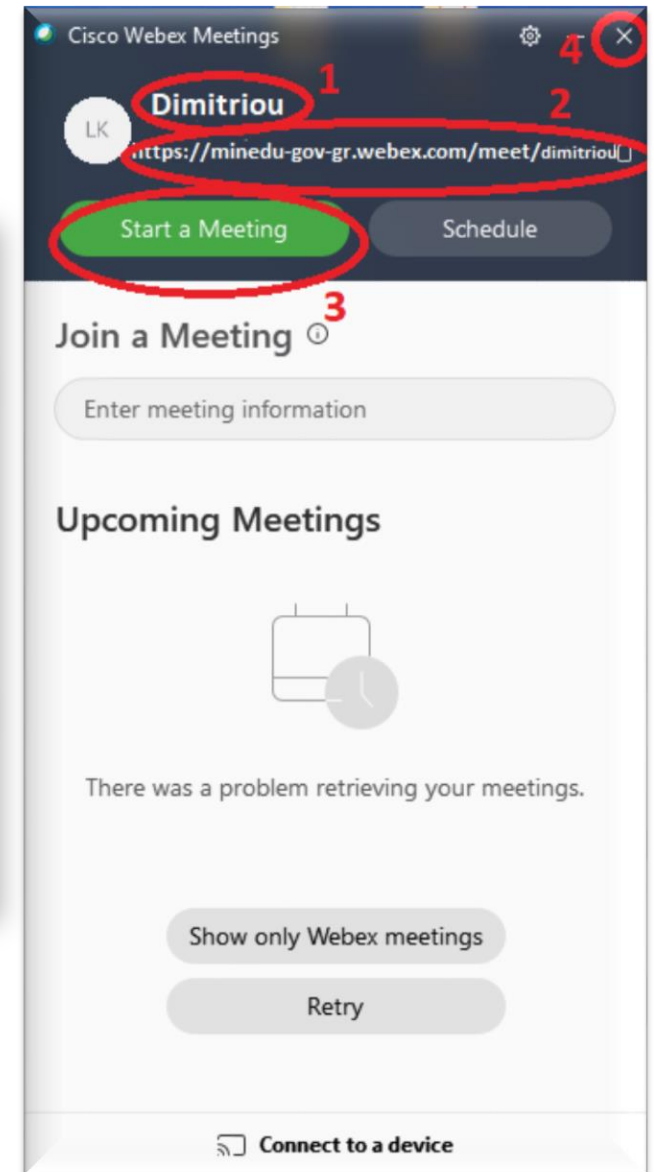 Cisco Webex Meetings
4
1
Dimitriou
2
LK
https://minedu-gov-gr.webex.com/meet/dimitriou
Start a Meeting
Schedule
3
Join a Meeting
Enter meeting information
Upcoming Meetings
There was a problem retrieving your meetings.
Show only Webex meetings
Retry
Connect to a device